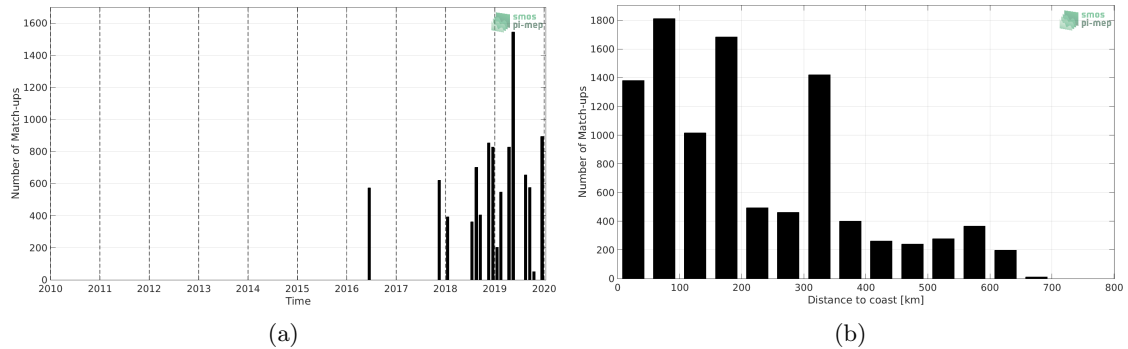 smos
pi-mep
1600
1400
1200
1000
800
600
400
200
0
Number of Match-ups
2010 2011 2012 2013 2014 2015 2016 2017 2018 2019 2020
Time
(a)
smos
pi-mep
1800
1600
1400
1200
1000
800
600
400
200
0
Number of Match-ups
0 100 200 300 400 500 600 700 800
Distance to coast [km]
(b)